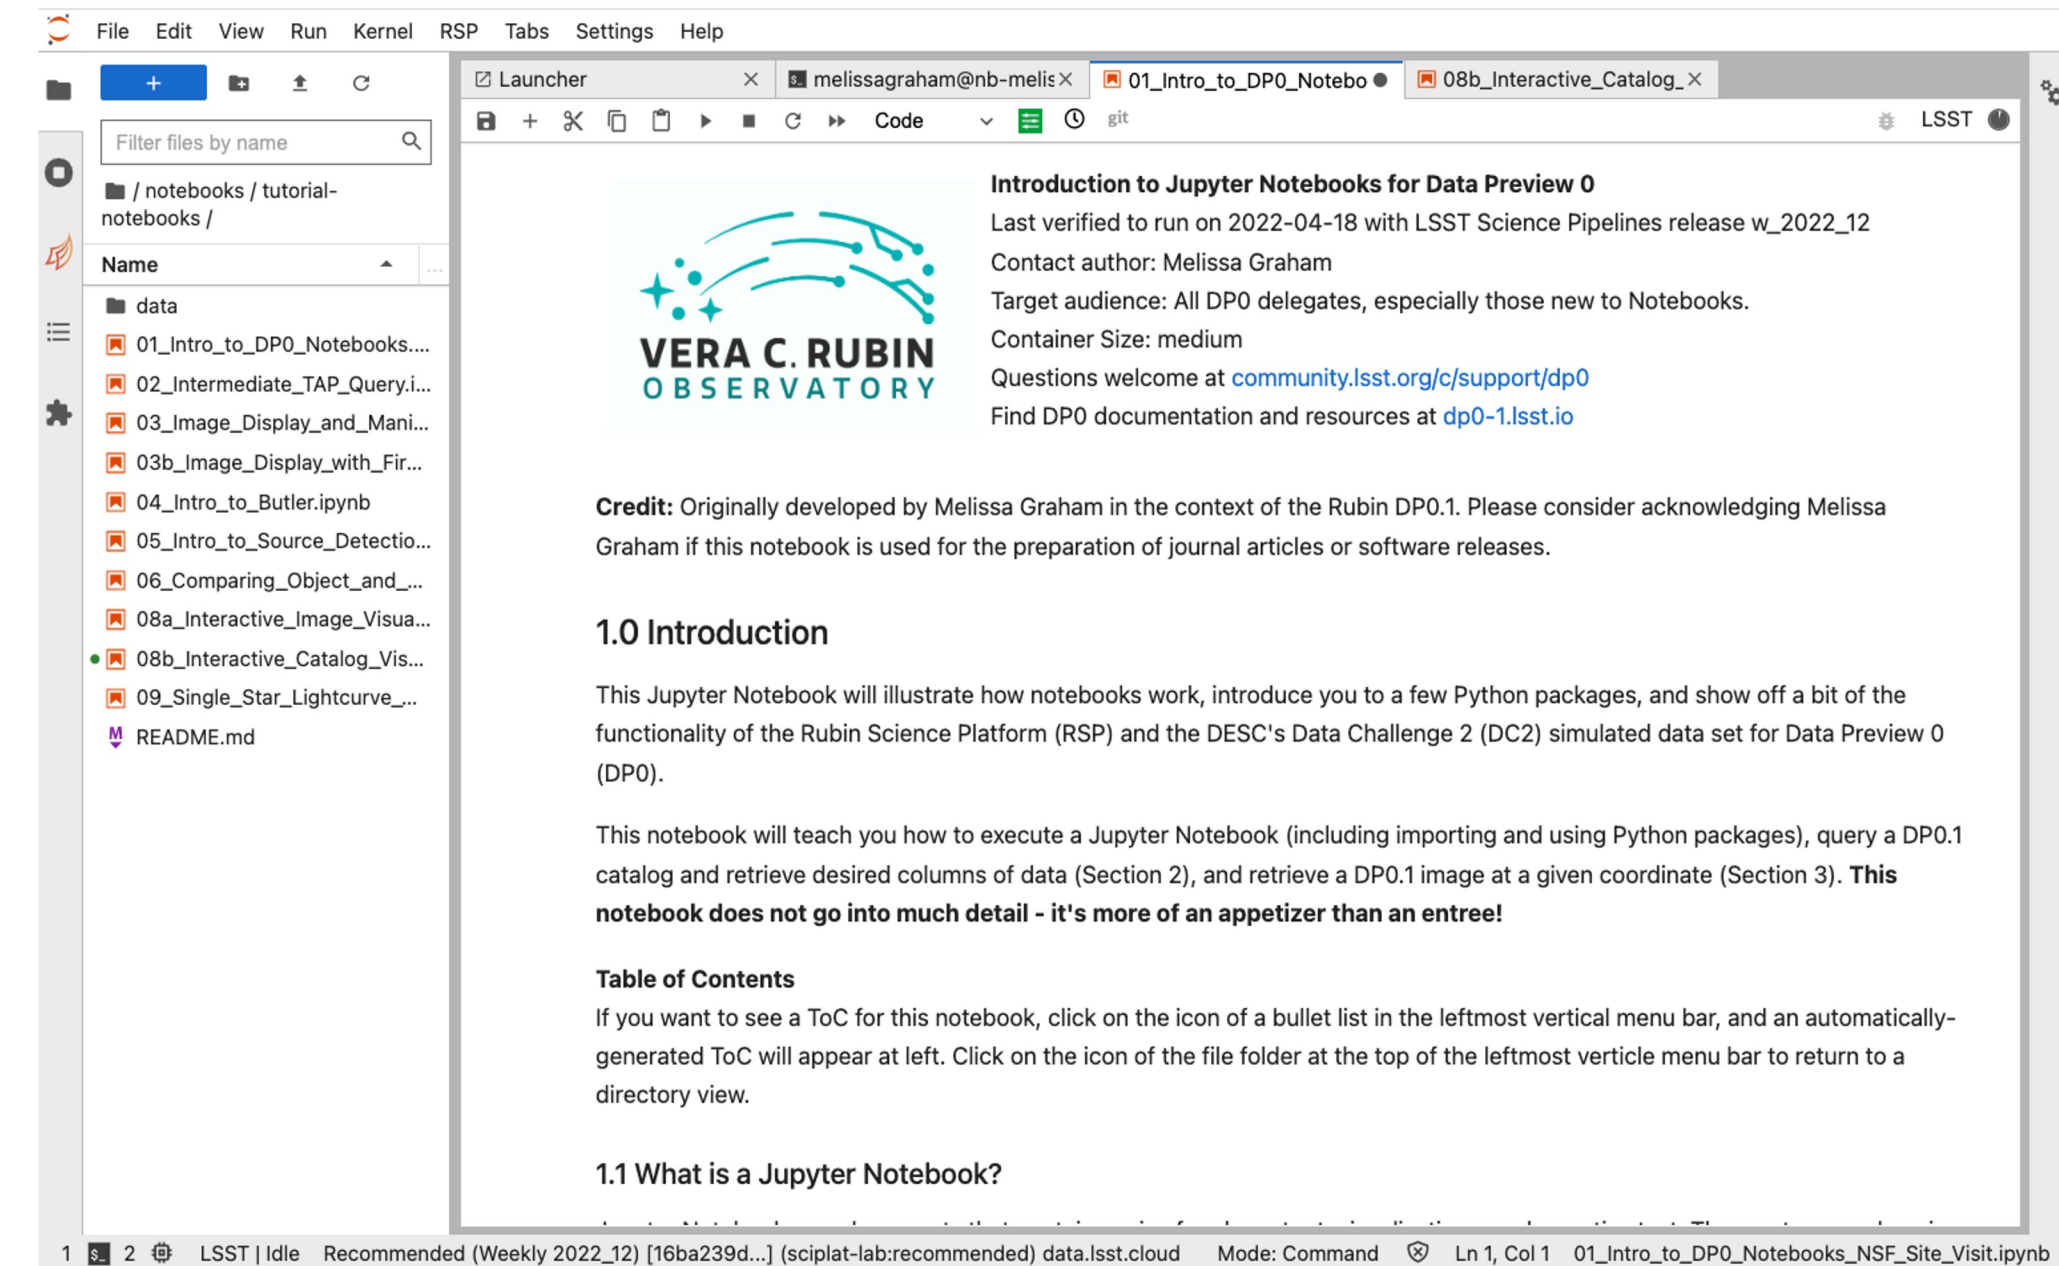 File Edit View Run Kernel RSP Tabs Settings Help
+
Filter files by name
/ notebooks / tutorial-
notebooks /
Name
...
data
01_Intro_to_DP0_Notebooks....
02_Intermediate_TAP_Query.i...
03_Image_Display_and_Mani...
03b_Image_Display_with_Fir...
04_Intro_to_Butler.ipynb
05_Intro_to_Source_Detectio...
06_Comparing_Object_and_...
08a_Interactive_Image_Visua...
08b_Interactive_Catalog_Vis...
09_Single_Star_Lightcurve_...
README.md
Launcher melissagraham@nb-melis 01_Intro_to_DP0_Notebo 08b_Interactive_Catalog_
Code git LSST
VERA C. RUBIN
OBSERVATORY
Introduction to Jupyter Notebooks for Data Preview 0
Last verified to run on 2022-04-18 with LSST Science Pipelines release w_2022_12
Contact author: Melissa Graham
Target audience: All DP0 delegates, especially those new to Notebooks.
Container Size: medium
Questions welcome at community.lsst.org/c/support/dp0
Find DP0 documentation and resources at dp0-1.lsst.io
Credit: Originally developed by Melissa Graham in the context of the Rubin DP0.1. Please consider acknowledging Melissa
Graham if this notebook is used for the preparation of journal articles or software releases.
1.0 Introduction
This Jupyter Notebook will illustrate how notebooks work, introduce you to a few Python packages, and show off a bit of the
functionality of the Rubin Science Platform (RSP) and the DESC's Data Challenge 2 (DC2) simulated data set for Data Preview 0
(DP0).
This notebook will teach you how to execute a Jupyter Notebook (including importing and using Python packages), query a DP0.1
catalog and retrieve desired columns of data (Section 2), and retrieve a DP0.1 image at a given coordinate (Section 3). This
notebook does not go into much detail - it's more of an appetizer than an entree!
Table of Contents
If you want to see a ToC for this notebook, click on the icon of a bullet list in the leftmost vertical menu bar, and an automatically-
generated ToC will appear at left. Click on the icon of the file folder at the top of the leftmost verticle menu bar to return to a
directory view.
1.1 What is a Jupyter Notebook?
1 2 LSST | Idle Recommended (Weekly 2022_12) [16ba239d...] (sciplat-lab:recommended) data.lsst.cloud Mode: Command Ln 1, Col 1 01_Intro_to_DP0_Notebooks_NSF_Site_Visit.ipynb